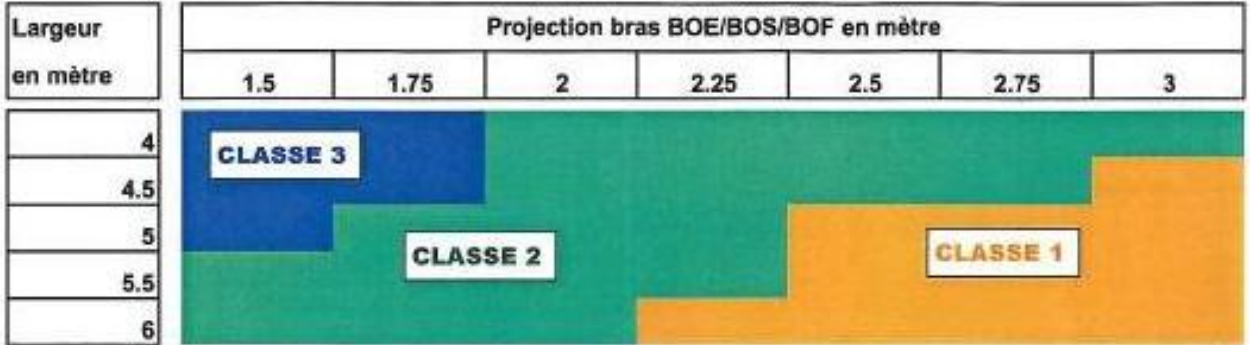 Largeur
en mètre
Projection bras BOE/BOS/BOF en mètre
1.5 1.75 2 2.25 2.5 2.75 3
4
4.5
5
5.5
6
CLASSE 3
CLASSE 2
CLASSE 1